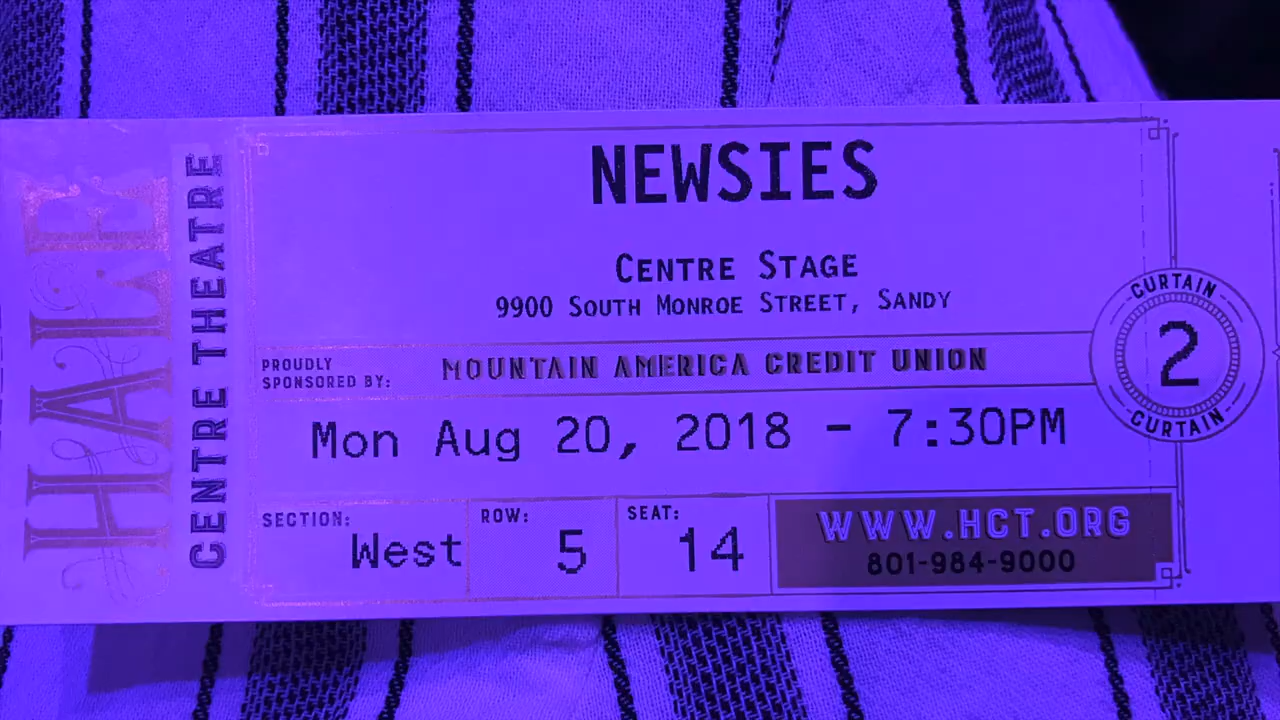 HALE
CENTRE THEATRE
NEWSIES
CENTRE STAGE
9900 SOUTH MONROE STREET, SANDY
PROUDLY
SPONSORED BY:
MOUNTAIN AMERICA CREDIT UNION
CURTAIN
2
CURTAIN
Mon Aug 20, 2018 - 7:30PM
SECTION:
West
ROW:
5
SEAT:
14
WWW.HCT.ORG
801-984-9000